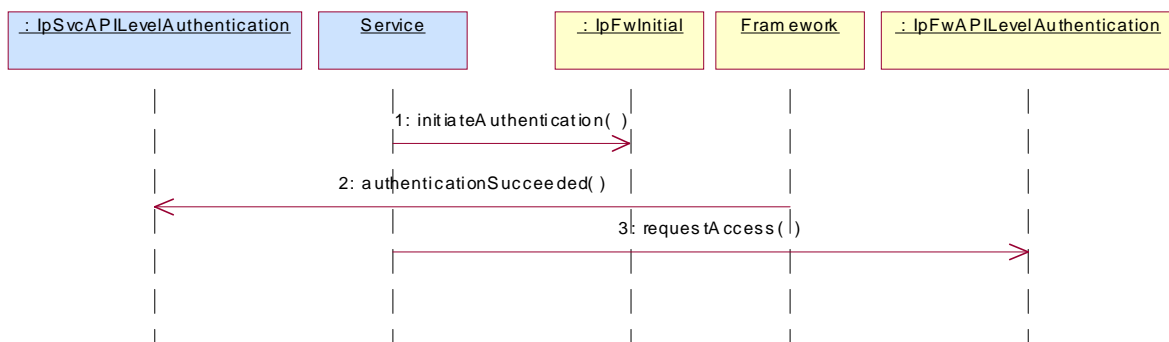 : IpSvcAPILevelAuthentication
Service
: IpFwInitial
Framework
: IpFwAPILevelAuthentication
1: initiateAuthentication( )
2: authenticationSucceeded( )
3: requestAccess( )